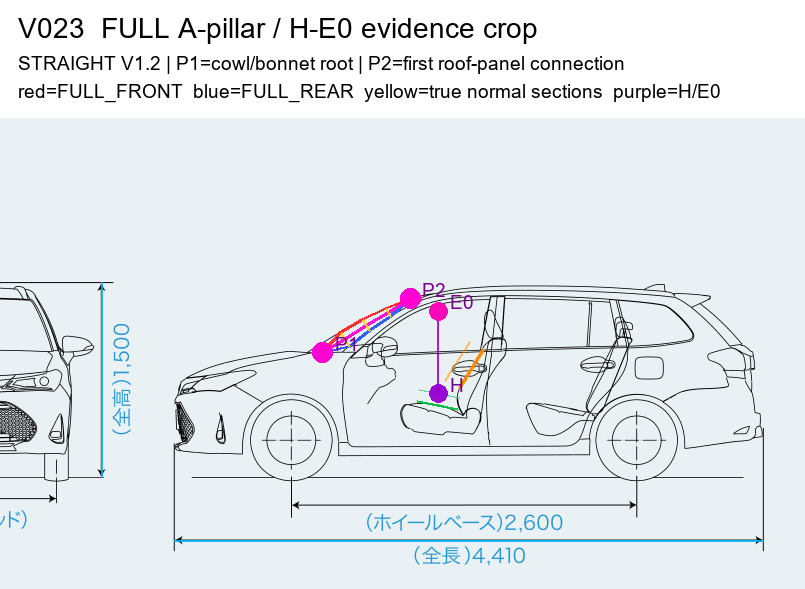 V023 FULL A-pillar / H-E0 evidence crop
STRAIGHT V1.2 | P1=cowl/bonnet root | P2=first roof-panel connection
red=FULL_FRONT blue=FULL_REAR yellow=true normal sections purple=H/E0
P2
E0
P1
H
(全高)1,500
ド)
(ホイールベース)2,600
(全長)4,410